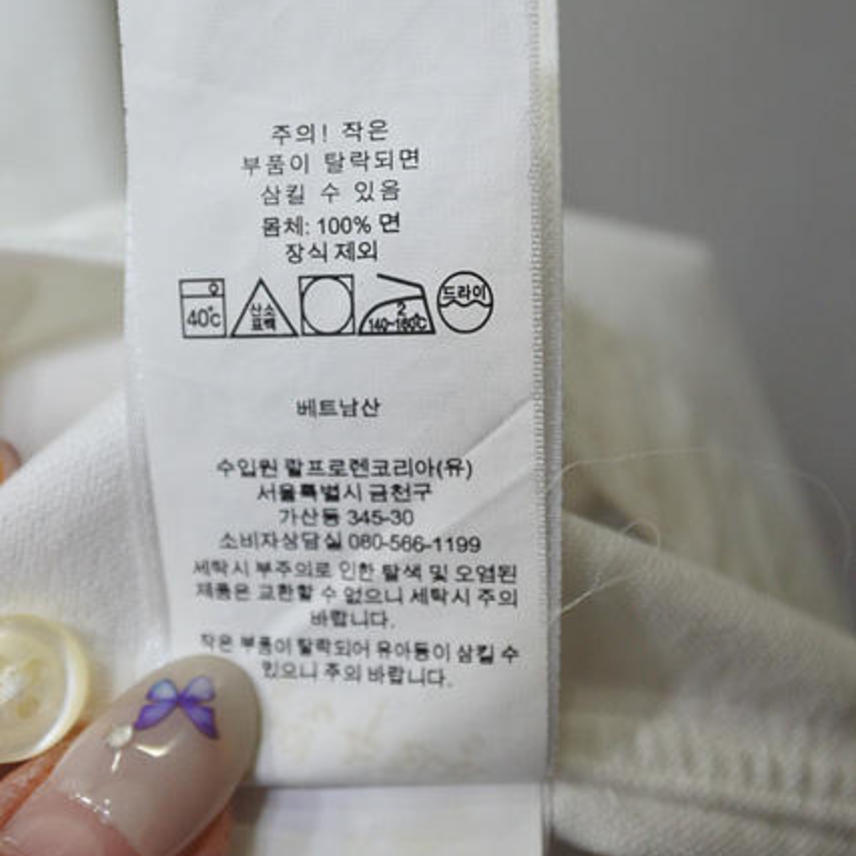 주의! 작은
부품이 탈락되면
삼킬 수 있음
몸체: 100% 면
장식 제외
40℃
산소
표백
2
140~160℃
드라이
베트남산
수입원 랄프로렌코리아(유)
서울특별시 금천구
가산동 345-30
소비자상담실 080-566-1199
세탁시 부주의로 인한 탈색 및 오염된
제품은 교환할 수 없으니 세탁시 주의
바랍니다.
작은 부품이 탈락되어 유아등이 삼킬 수
있으니 주의 바랍니다.